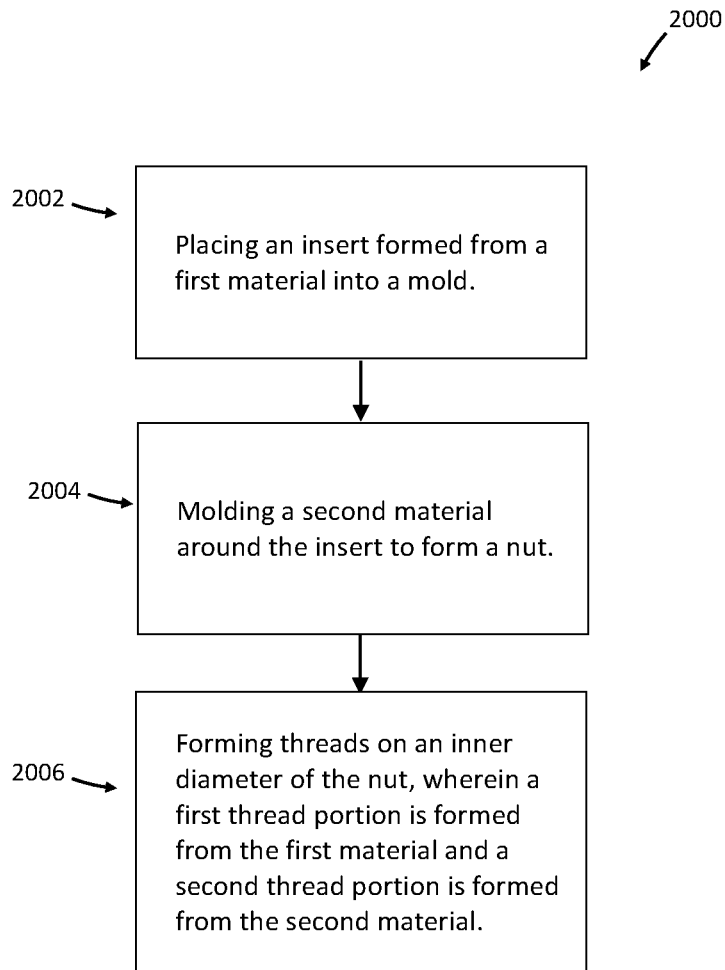 2000
2002
Placing an insert formed from a
first material into a mold.
2004
Molding a second material
around the insert to form a nut.
2006
Forming threads on an inner
diameter of the nut, wherein a
first thread portion is formed
from the first material and a
second thread portion is formed
from the second material.